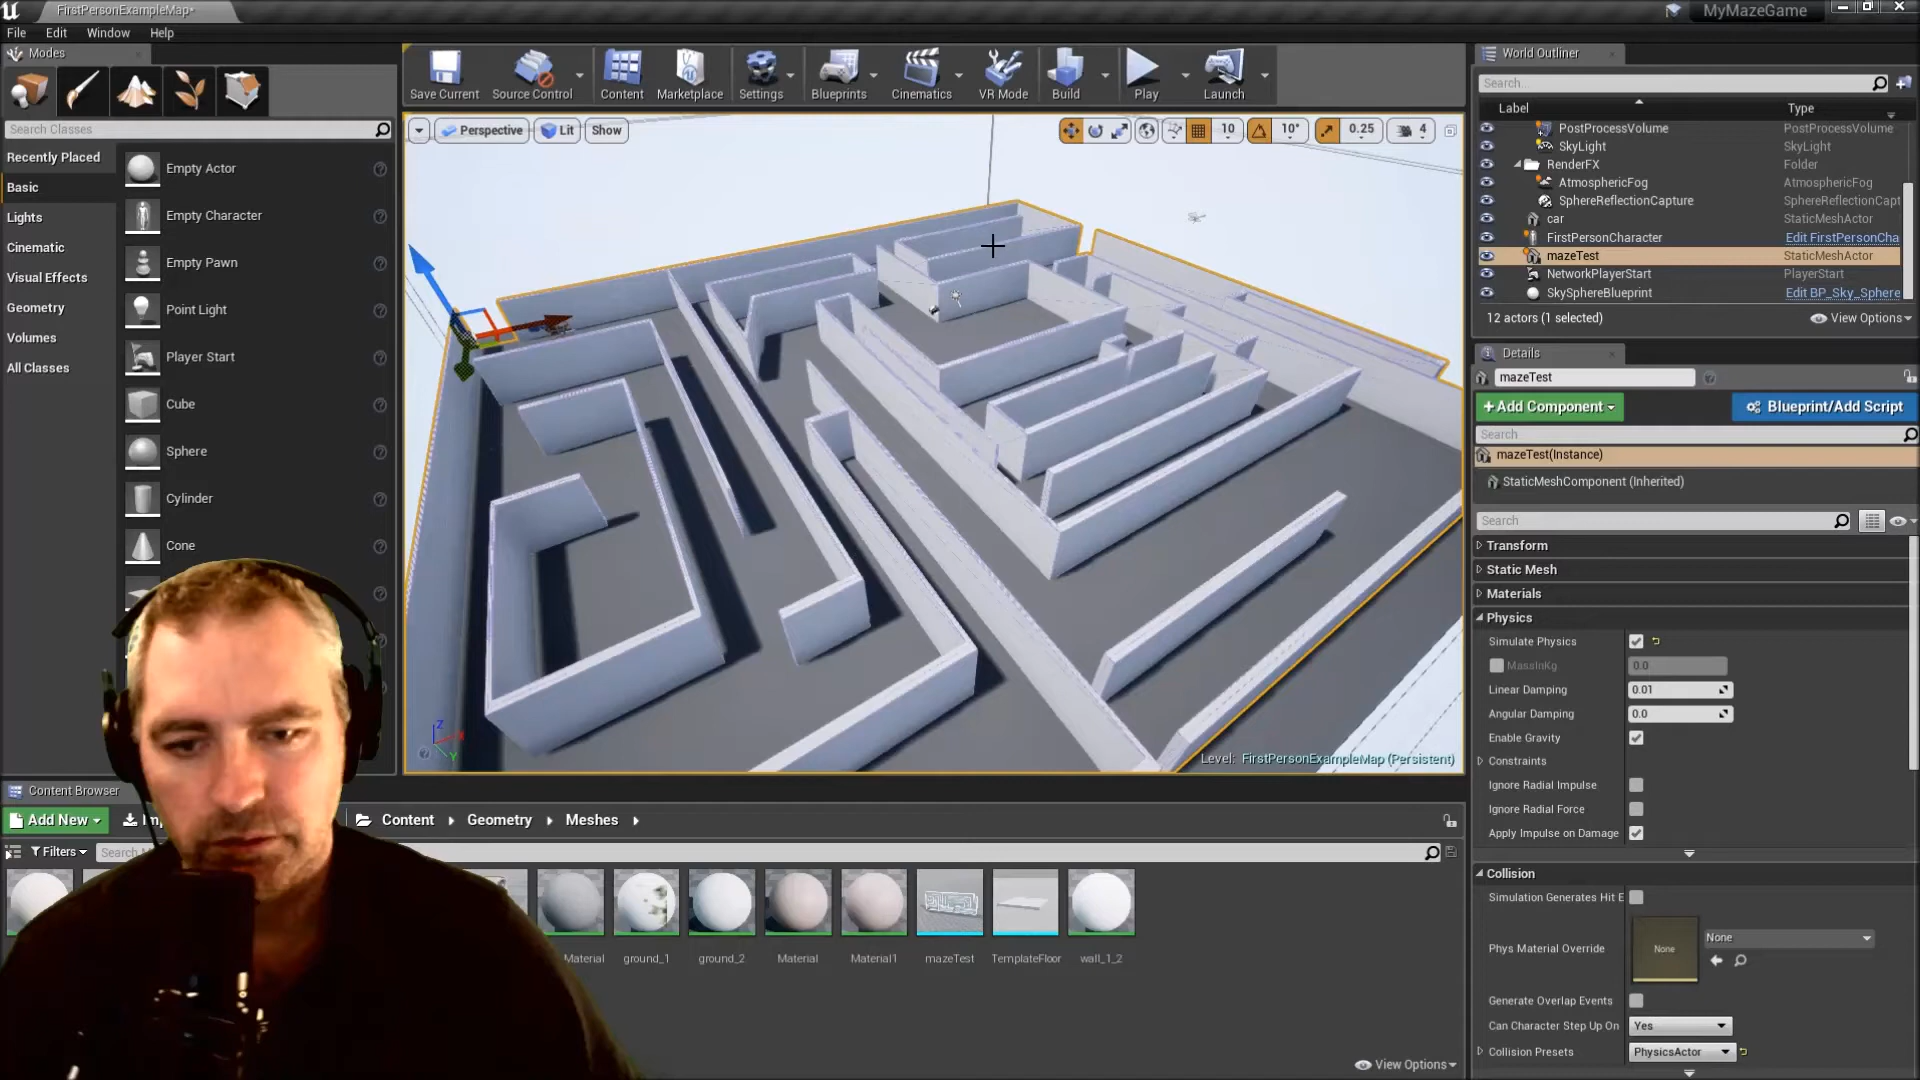 FirstPersonExampleMap*
MyMazeGame
File Edit Window Help
Modes
Search Classes
Recently Placed
Basic
Lights
Cinematic
Visual Effects
Geometry
Volumes
All Classes
Empty Actor
Empty Character
Empty Pawn
Point Light
Player Start
Cube
Sphere
Cylinder
Cone
Save Current
Source Control
Content
Marketplace
Settings
Blueprints
Cinematics
VR Mode
Build
Play
Launch
Perspective
Lit
Show
10
10°
0.25
4
Z
X
Y
Level: FirstPersonExampleMap (Persistent)
World Outliner
Search...
Label Type
PostProcessVolume PostProcessVolume
SkyLight SkyLight
RenderFX Folder
AtmosphericFog AtmosphericFog
SphereReflectionCapture SphereReflectionCapt
car StaticMeshActor
FirstPersonCharacter Edit FirstPersonCha
mazeTest StaticMeshActor
NetworkPlayerStart PlayerStart
SkySphereBlueprint Edit BP_Sky_Sphere
12 actors (1 selected) View Options
Details
mazeTest
+Add Component Blueprint/Add Script
Search
mazeTest(Instance)
StaticMeshComponent (Inherited)
Search
Transform
Static Mesh
Materials
Physics
Simulate Physics
MassInKg 0.0
Linear Damping 0.01
Angular Damping 0.0
Enable Gravity
Constraints
Ignore Radial Impulse
Ignore Radial Force
Apply Impulse on Damage
Collision
Simulation Generates Hit E
Phys Material Override None None
Generate Overlap Events
Can Character Step Up On Yes
Collision Presets PhysicsActor
Content Browser
Add New Im
Content Geometry Meshes
Filters Search M
Material
ground_1
ground_2
Material
Material1
mazeTest
TemplateFloor
wall_1_2
View Options